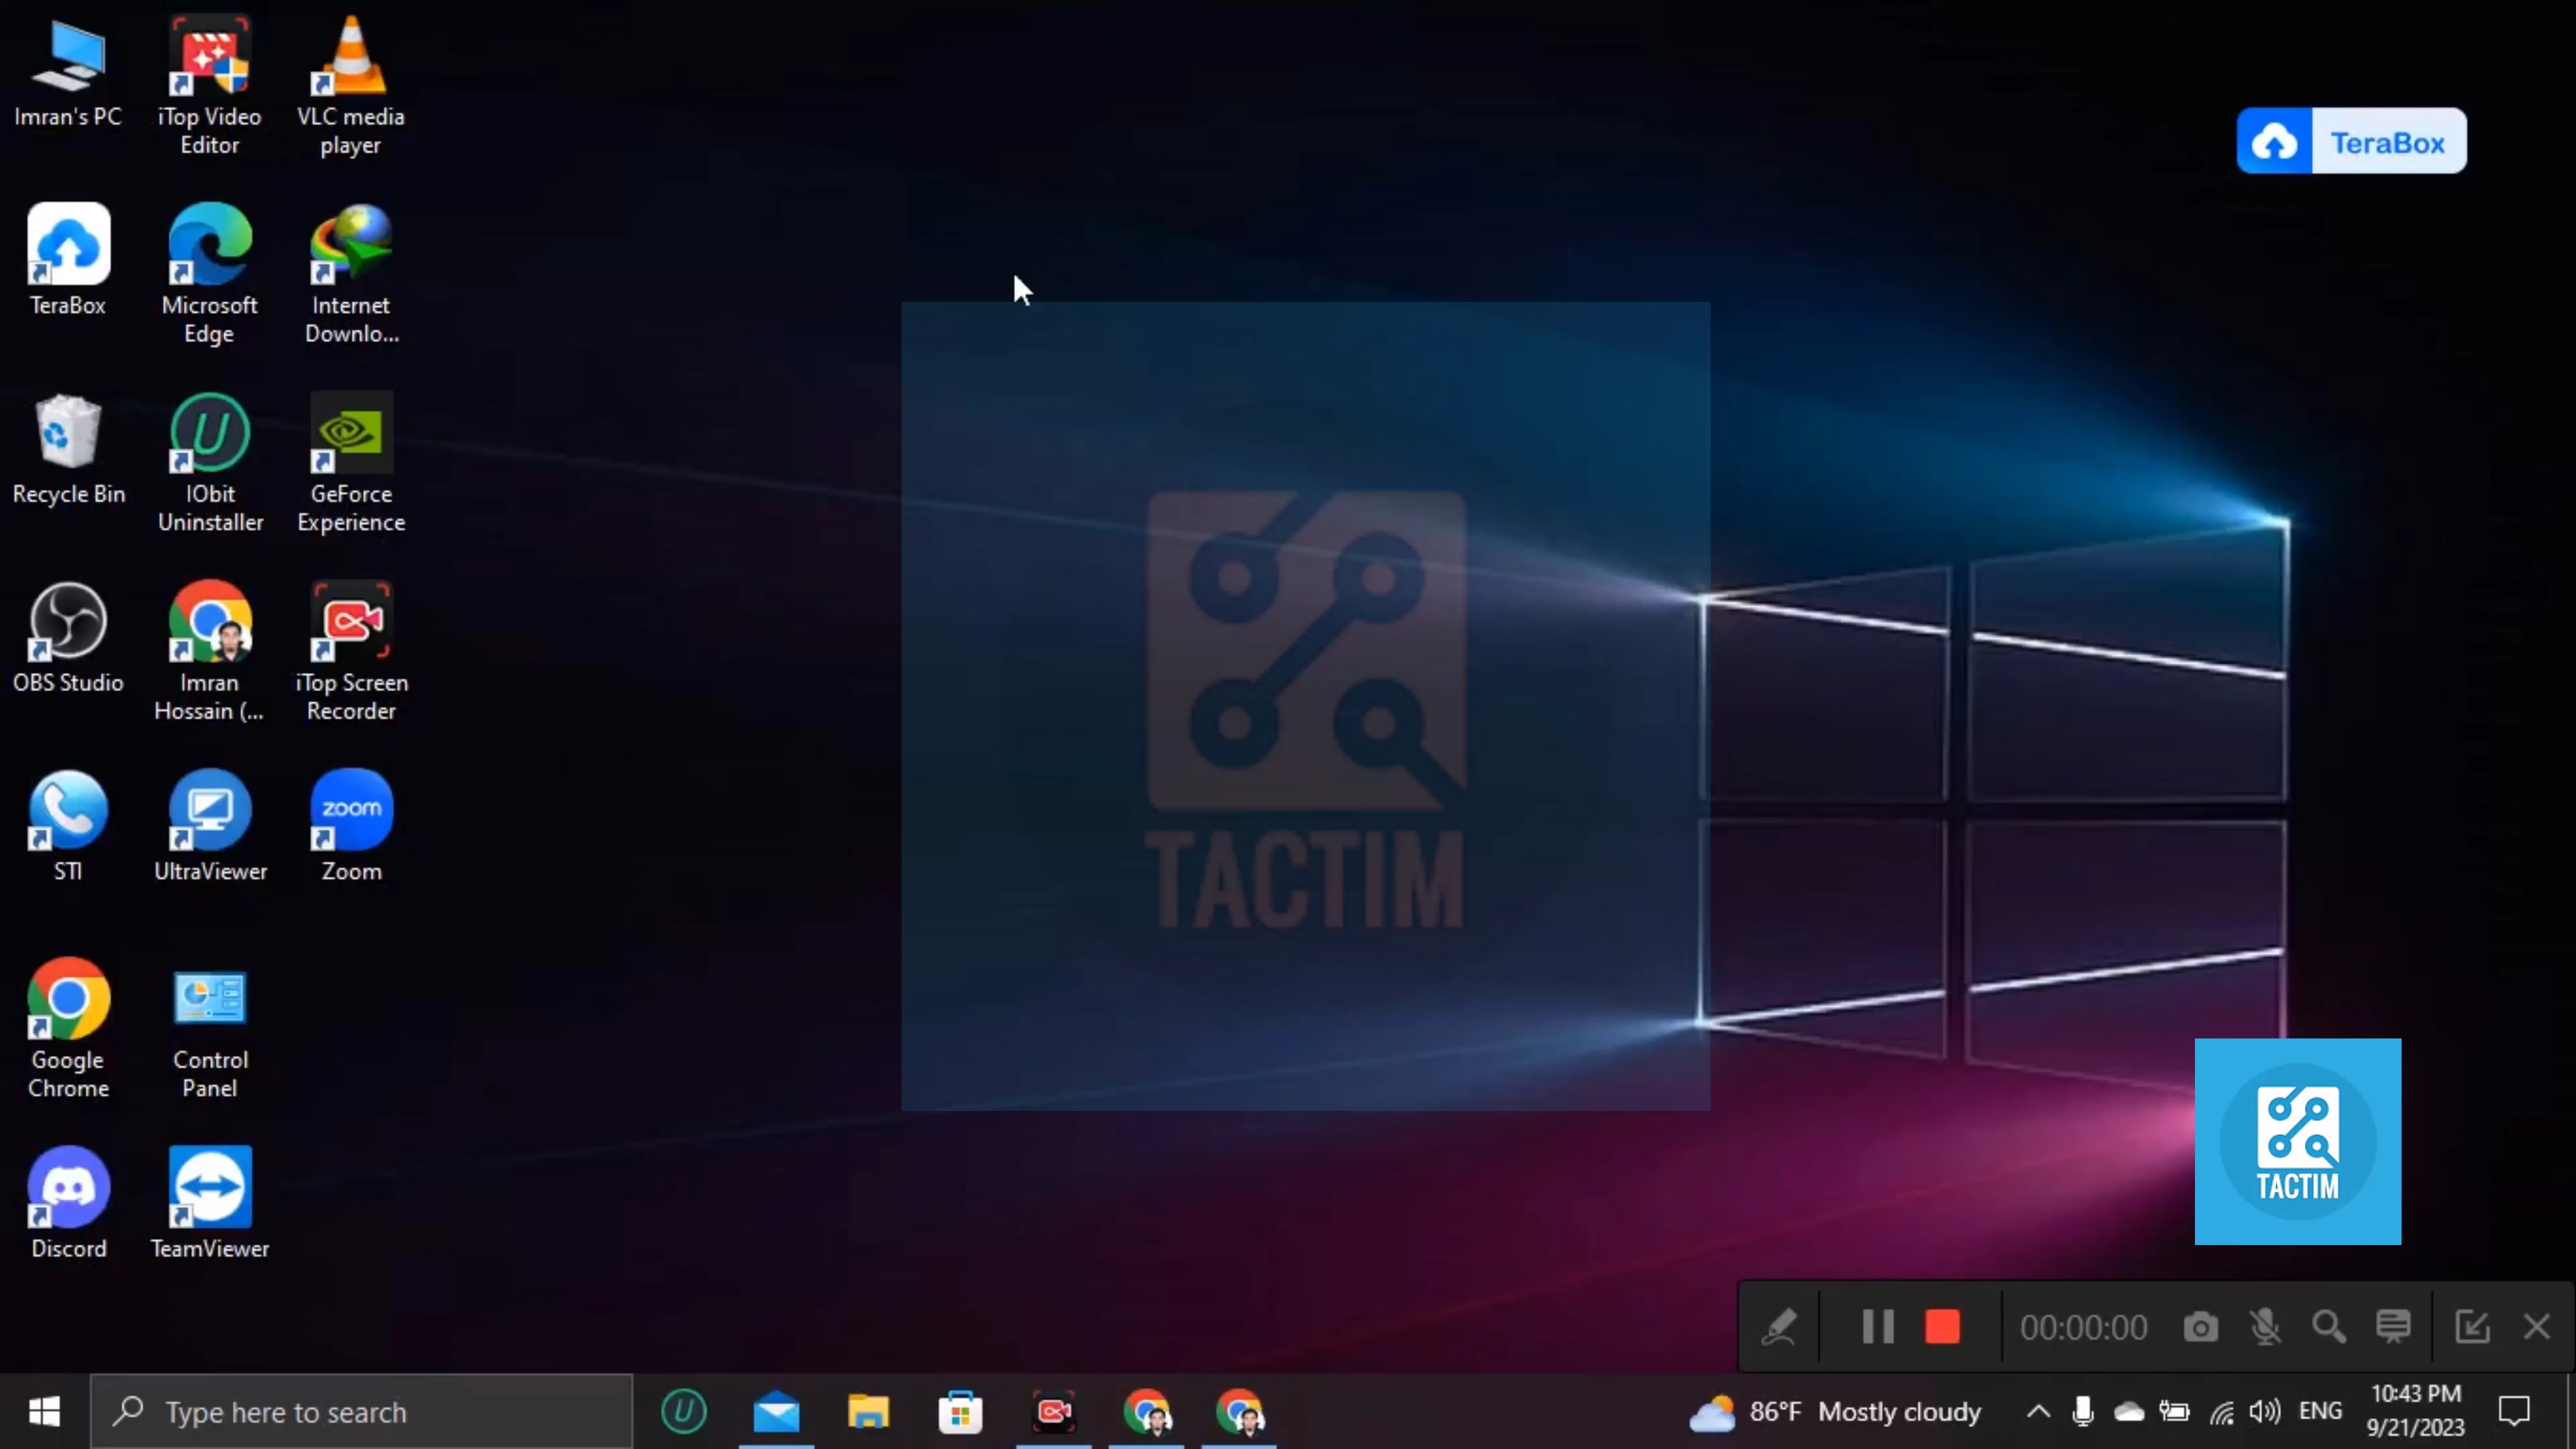 Imran's PC
iTop Video
Editor
VLC media
player
TeraBox
TeraBox
Microsoft
Edge
Internet
Downlo...
Recycle Bin
IObit
Uninstaller
GeForce
Experience
OBS Studio
Imran
Hossain (...
iTop Screen
Recorder
STI
UltraViewer
zoom
Zoom
TACTIM
Google
Chrome
Control
Panel
Discord
TeamViewer
TACTIM
00:00:00
Type here to search
86°F Mostly cloudy
ENG
10:43 PM
9/21/2023